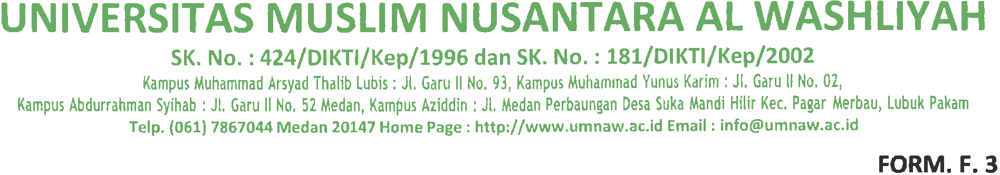 UNIVERSITAS MUSLIM NUSANTARA AL WASHLIYAH
SK. No. : 424/DIKTI/Kep/1996 dan SK. No. : 181/DIKTI/Kep/2002
Kampus Muhammad Arsyad Thalib Lubis : Jl. Garu II No. 93, Kampus Muhammad Yunus Karim : Jl. Garu II No. 02,
Kampus Abdurrahman Syihab : Jl. Garu II No. 52 Medan, Kampus Aziddin : Jl. Medan Perbaungan Desa Suka Mandi Hilir Kec. Pagar Merbau, Lubuk Pakam
Telp. (061) 7867044 Medan 20147 Home Page : http://www.umnaw.ac.id Email : info@umnaw.ac.id
FORM. F. 3